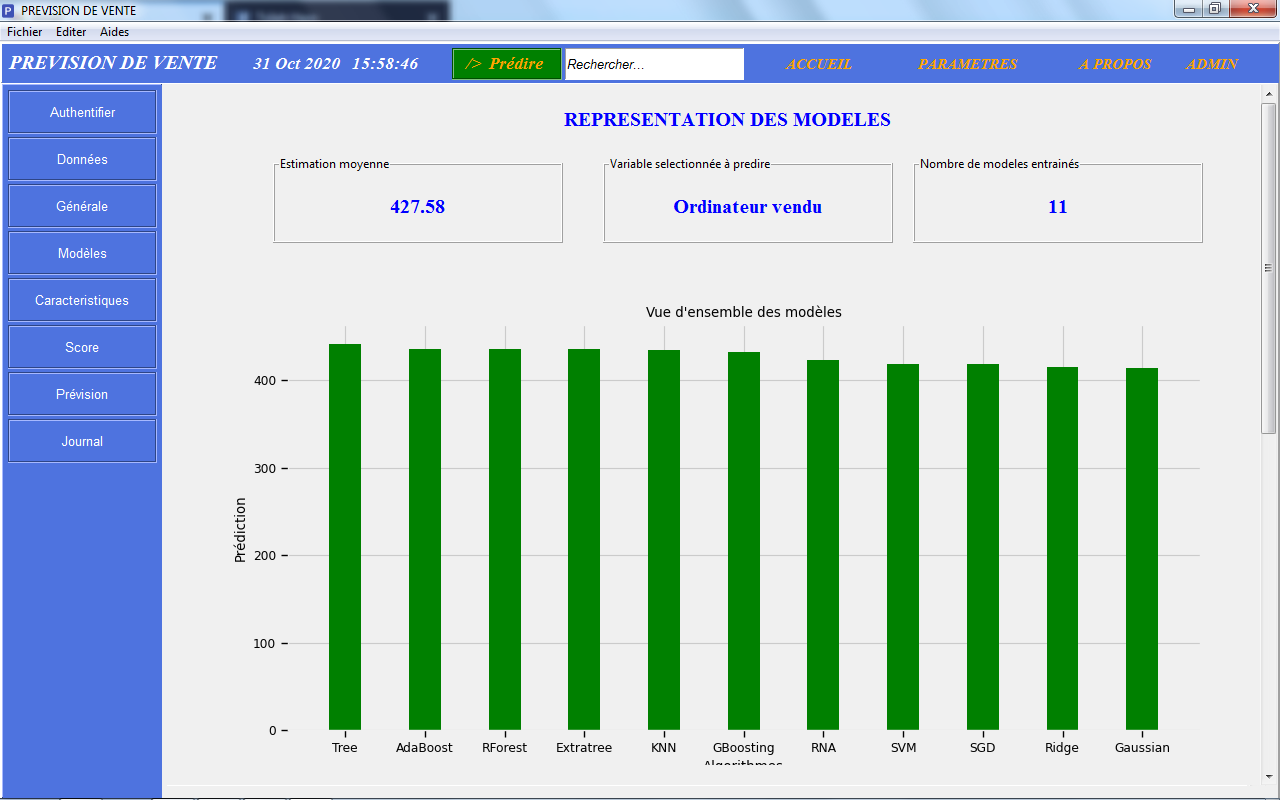 PREVISION DE VENTE
Fichier Editer Aides
PREVISION DE VENTE 31 Oct 2020 15:58:46 /> Prédire Rechercher... ACCUEIL PARAMETRES A PROPOS ADMIN
Authentifier
Données
Générale
Modèles
Caracteristiques
Score
Prévision
Journal
REPRESENTATION DES MODELES
Estimation moyenne
427.58
Variable selectionnée à predire
Ordinateur vendu
Nombre de modeles entrainés
11
Vue d'ensemble des modèles
Prédiction
400
300
200
100
0
Tree AdaBoost RForest Extratree KNN GBoosting RNA SVM SGD Ridge Gaussian
Algorithmes